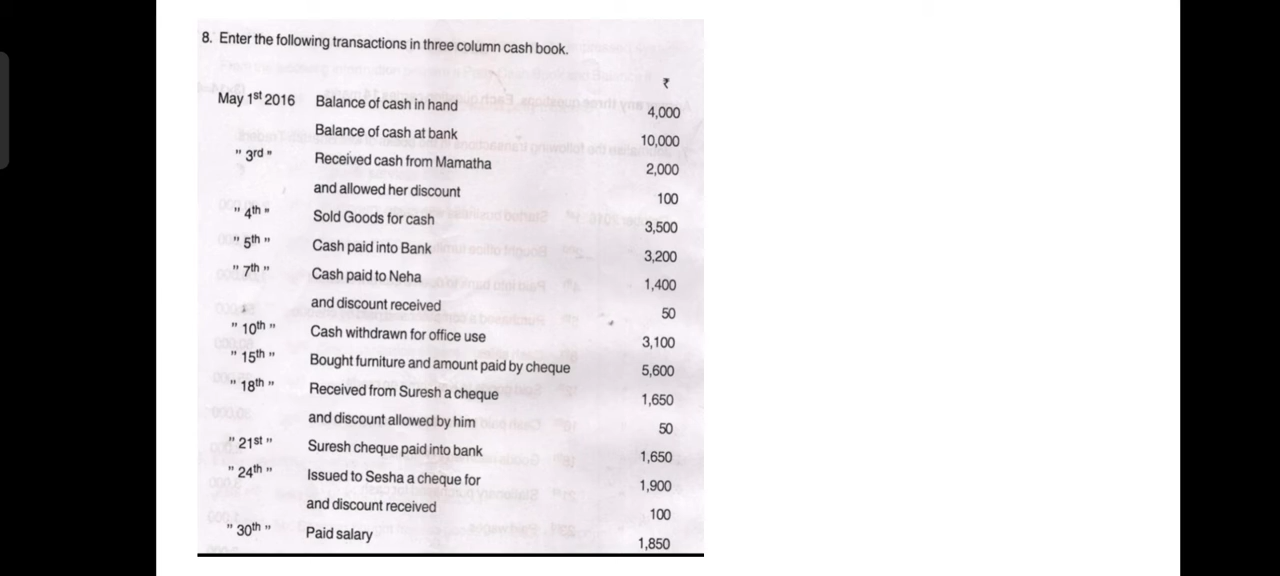 8. Enter the following transactions in three column cash book.
₹
May 1st 2016 Balance of cash in hand 4,000
Balance of cash at bank 10,000
" 3rd " Received cash from Mamatha 2,000
and allowed her discount 100
" 4th " Sold Goods for cash 3,500
" 5th " Cash paid into Bank 3,200
" 7th " Cash paid to Neha 1,400
and discount received 50
" 10th " Cash withdrawn for office use 3,100
" 15th " Bought furniture and amount paid by cheque 5,600
" 18th " Received from Suresh a cheque 1,650
and discount allowed by him 50
" 21st " Suresh cheque paid into bank 1,650
" 24th " Issued to Sesha a cheque for 1,900
and discount received 100
" 30th " Paid salary 1,850